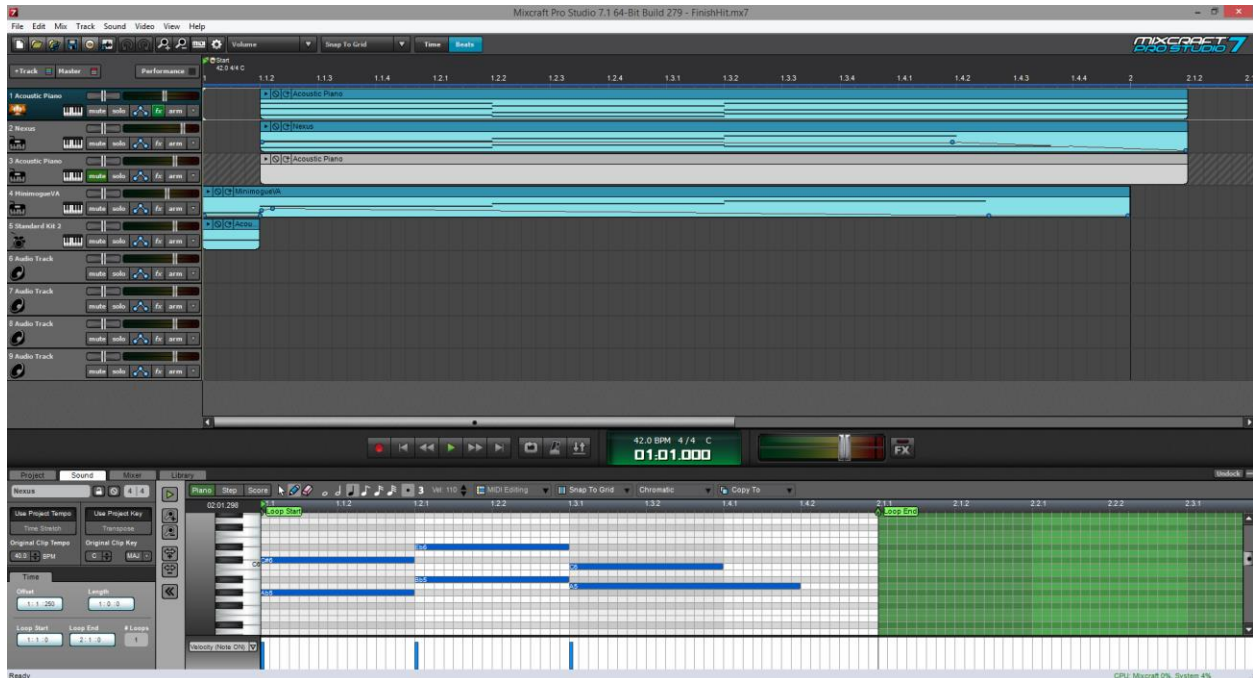 Mixcraft Pro Studio 7.1 64-Bit Build 279 - FinishHit.mx7
File Edit Mix Track Sound Video View Help
Volume Snap To Grid Time Beats
MIXCRAFT PRO STUDIO 7
+Track Master Performance
Start
42.0 4/4 C
1 1.1.2 1.1.3 1.1.4 1.2.1 1.2.2 1.2.3 1.2.4 1.3.1 1.3.2 1.3.3 1.3.4 1.4.1 1.4.2 1.4.3 1.4.4 2 2.1.2
1 Acoustic Piano
mute solo fx arm
Acoustic Piano
2 Nexus
mute solo fx arm
Nexus
3 Acoustic Piano
mute solo fx arm
Acoustic Piano
4 MinimogueVA
mute solo fx arm
MinimogueVA
5 Standard Kit 2
mute solo fx arm
Acou...
6 Audio Track
mute solo fx arm
7 Audio Track
mute solo fx arm
8 Audio Track
mute solo fx arm
9 Audio Track
mute solo fx arm
42.0 BPM 4/4 C
01:01.000
FX
Project Sound Mixer Library Undock
Nexus 4 4
Piano Step Score 3 Vel: 110 MIDI Editing Snap To Grid Chromatic Copy To
02:01.298 1.1.2 1.2.1 1.2.2 1.3.1 1.3.2 1.4.1 1.4.2 2.1.1 2.1.2 2.2.1 2.2.2 2.3.1
Loop Start Loop End
Use Project Tempo Use Project Key
Time Stretch Transpose
Original Clip Tempo Original Clip Key
BPM C MAJ
Time
Offset Length
1: 1 :250 1: 0 :0
Loop Start Loop End # Loops
1: 1 :0 2: 1 :0 1
C6
Velocity (Note ON)
Ready
CPU: Mixcraft 0%, System 4%